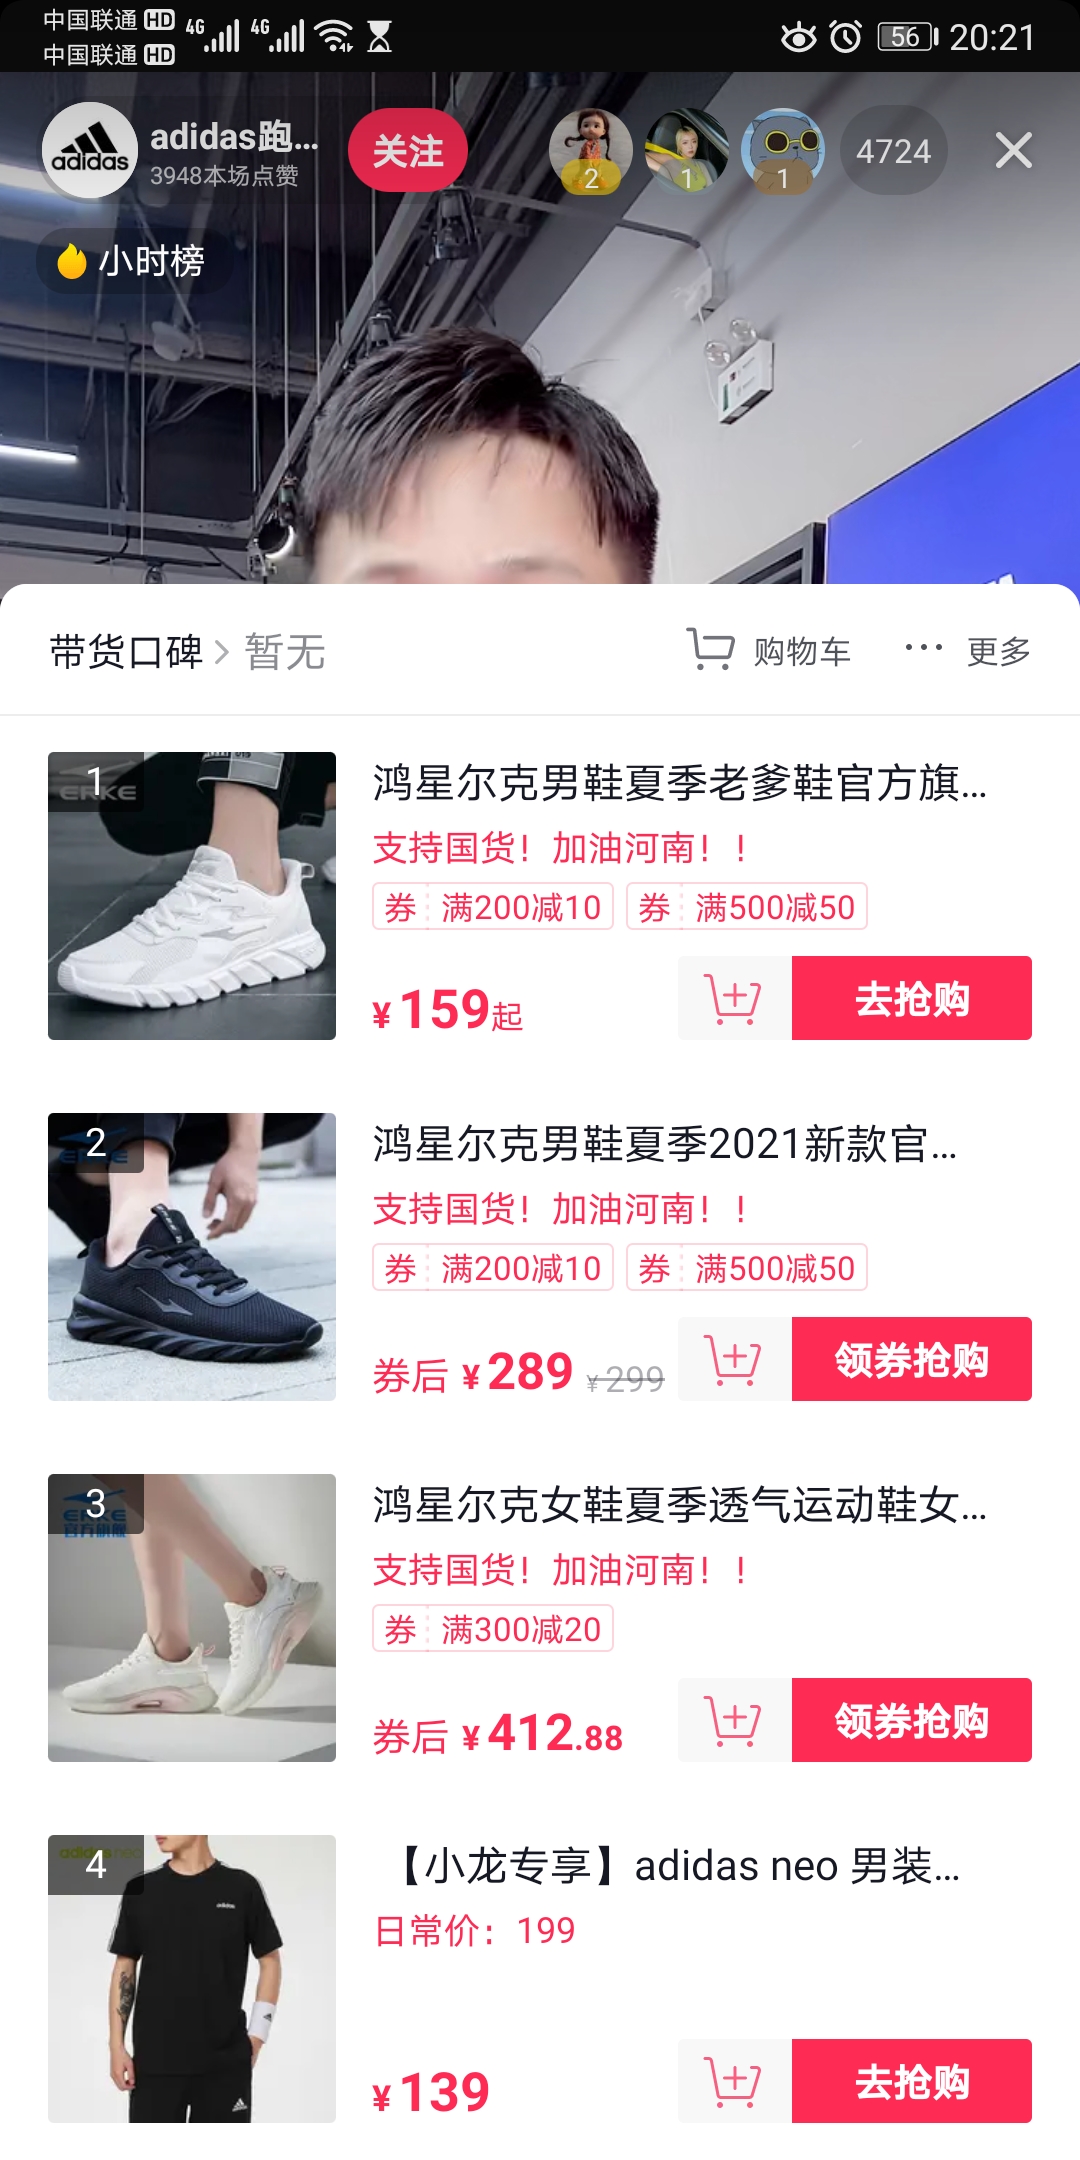 中国联通 HD 4G 4G 56 20:21
中国联通 HD
adidas跑... 关注 2 1 1 4724
adidas 3948本场点赞
小时榜
带货口碑 暂无 购物车 更多
1
ERKE
鸿星尔克男鞋夏季老爹鞋官方旗...
支持国货！加油河南！！
券 满200减10 券 满500减50
¥159起 去抢购
2
鸿星尔克男鞋夏季2021新款官...
支持国货！加油河南！！
券 满200减10 券 满500减50
券后 ¥289 ¥299 领券抢购
3
ERKE
官方旗舰
鸿星尔克女鞋夏季透气运动鞋女...
支持国货！加油河南！！
券 满300减20
券后 ¥412.88 领券抢购
4
adidas neo
【小龙专享】adidas neo 男装...
日常价：199
adidas
¥139 去抢购